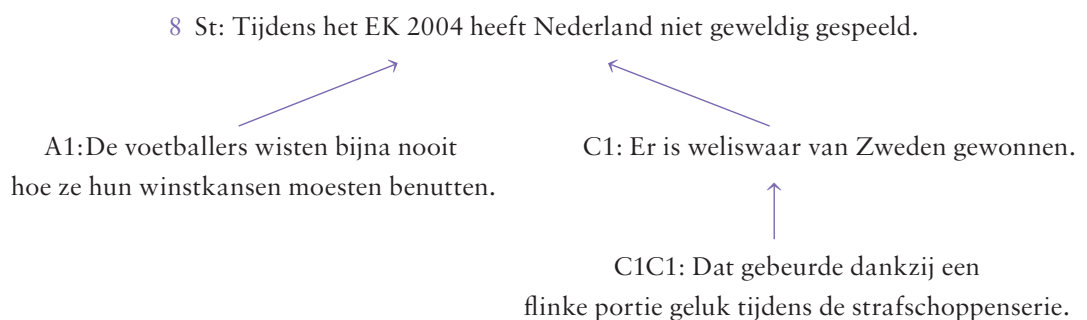 8 St: Tijdens het EK 2004 heeft Nederland niet geweldig gespeeld.
A1:De voetballers wisten bijna nooit
hoe ze hun winstkansen moesten benutten.
C1: Er is weliswaar van Zweden gewonnen.
C1C1: Dat gebeurde dankzij een
flinke portie geluk tijdens de strafschoppenserie.